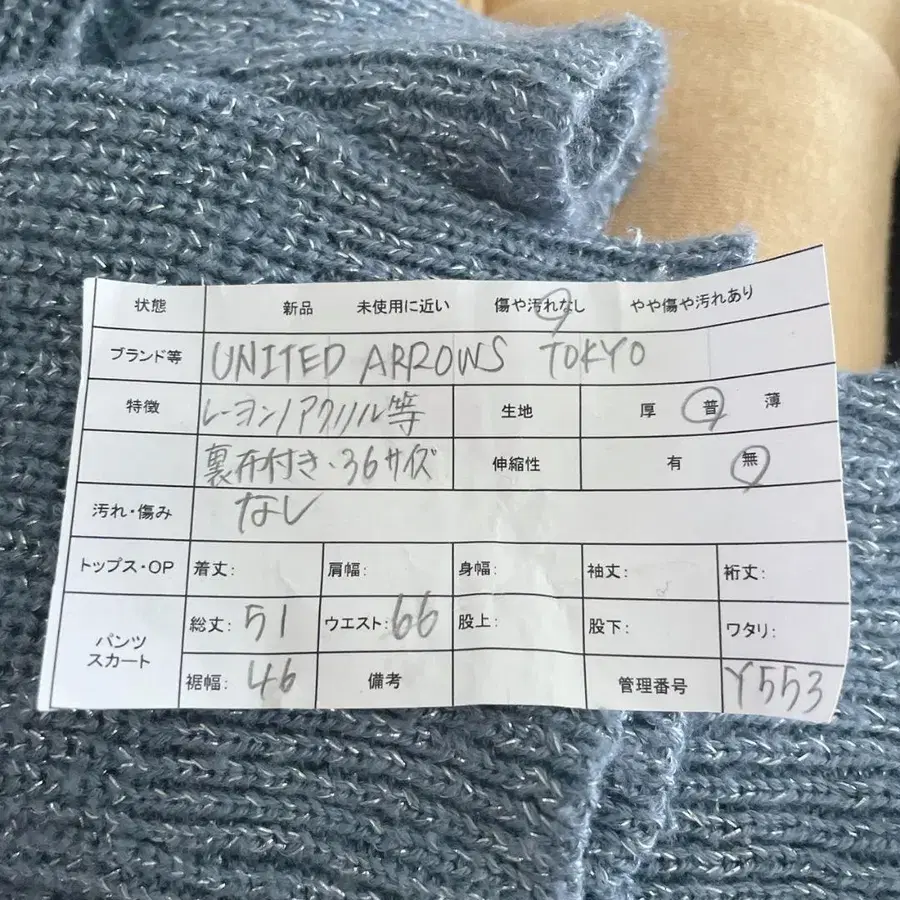 状態 新品 未使用に近い 傷や汚れなし やや傷や汚れあり
ブランド等 UNITED ARROWS TOKYO
特徴 レーヨン/アクリル等 生地 厚 普 薄
裏布付き・36サイズ 伸縮性 有 無
汚れ・傷み なし
トップス・OP 着丈: 肩幅: 身幅: 袖丈: 裄丈:
パンツ スカート 総丈: 51 ウエスト: 66 股上: 股下: ワタリ:
裾幅: 46 備考 管理番号 Y553